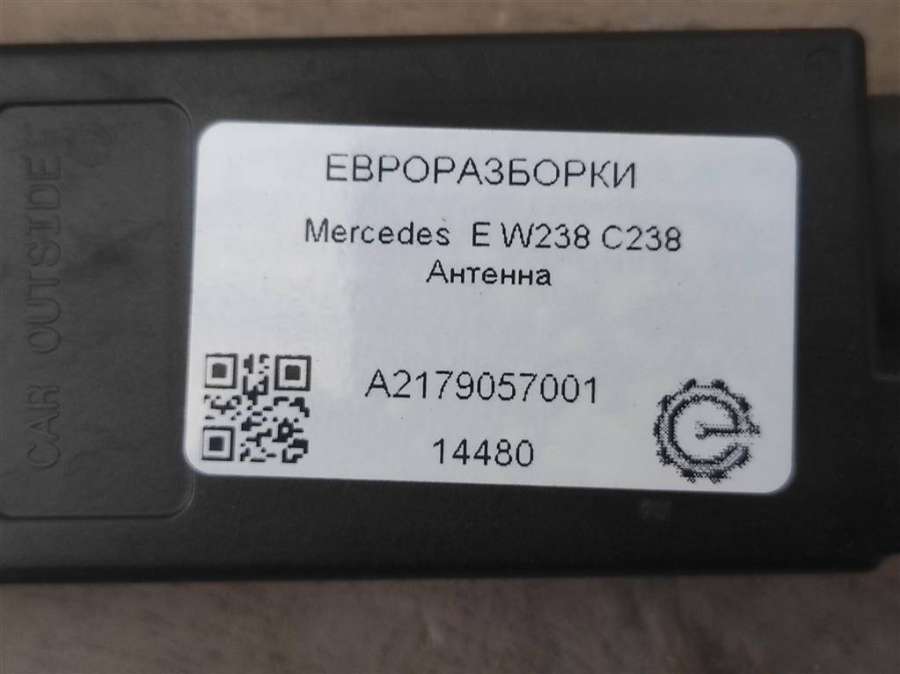 CAR OUTSIDE
ЕВРОРАЗБОРКИ
Mercedes E W238 C238
Антенна
A2179057001
14480